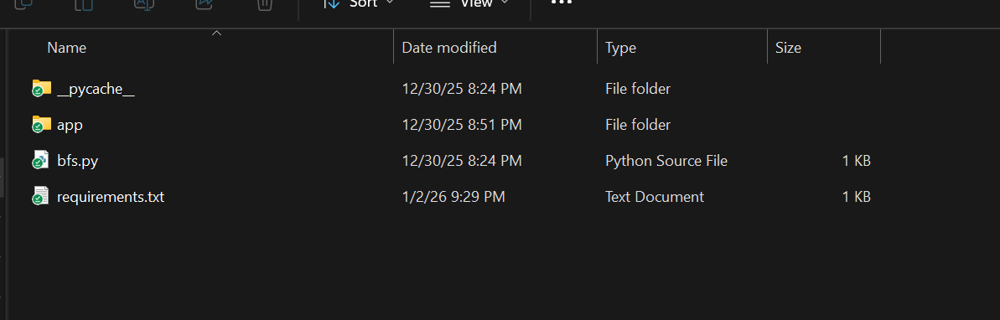 Sort View
Name Date modified Type Size
__pycache__ 12/30/25 8:24 PM File folder
app 12/30/25 8:51 PM File folder
bfs.py 12/30/25 8:24 PM Python Source File 1 KB
requirements.txt 1/2/26 9:29 PM Text Document 1 KB